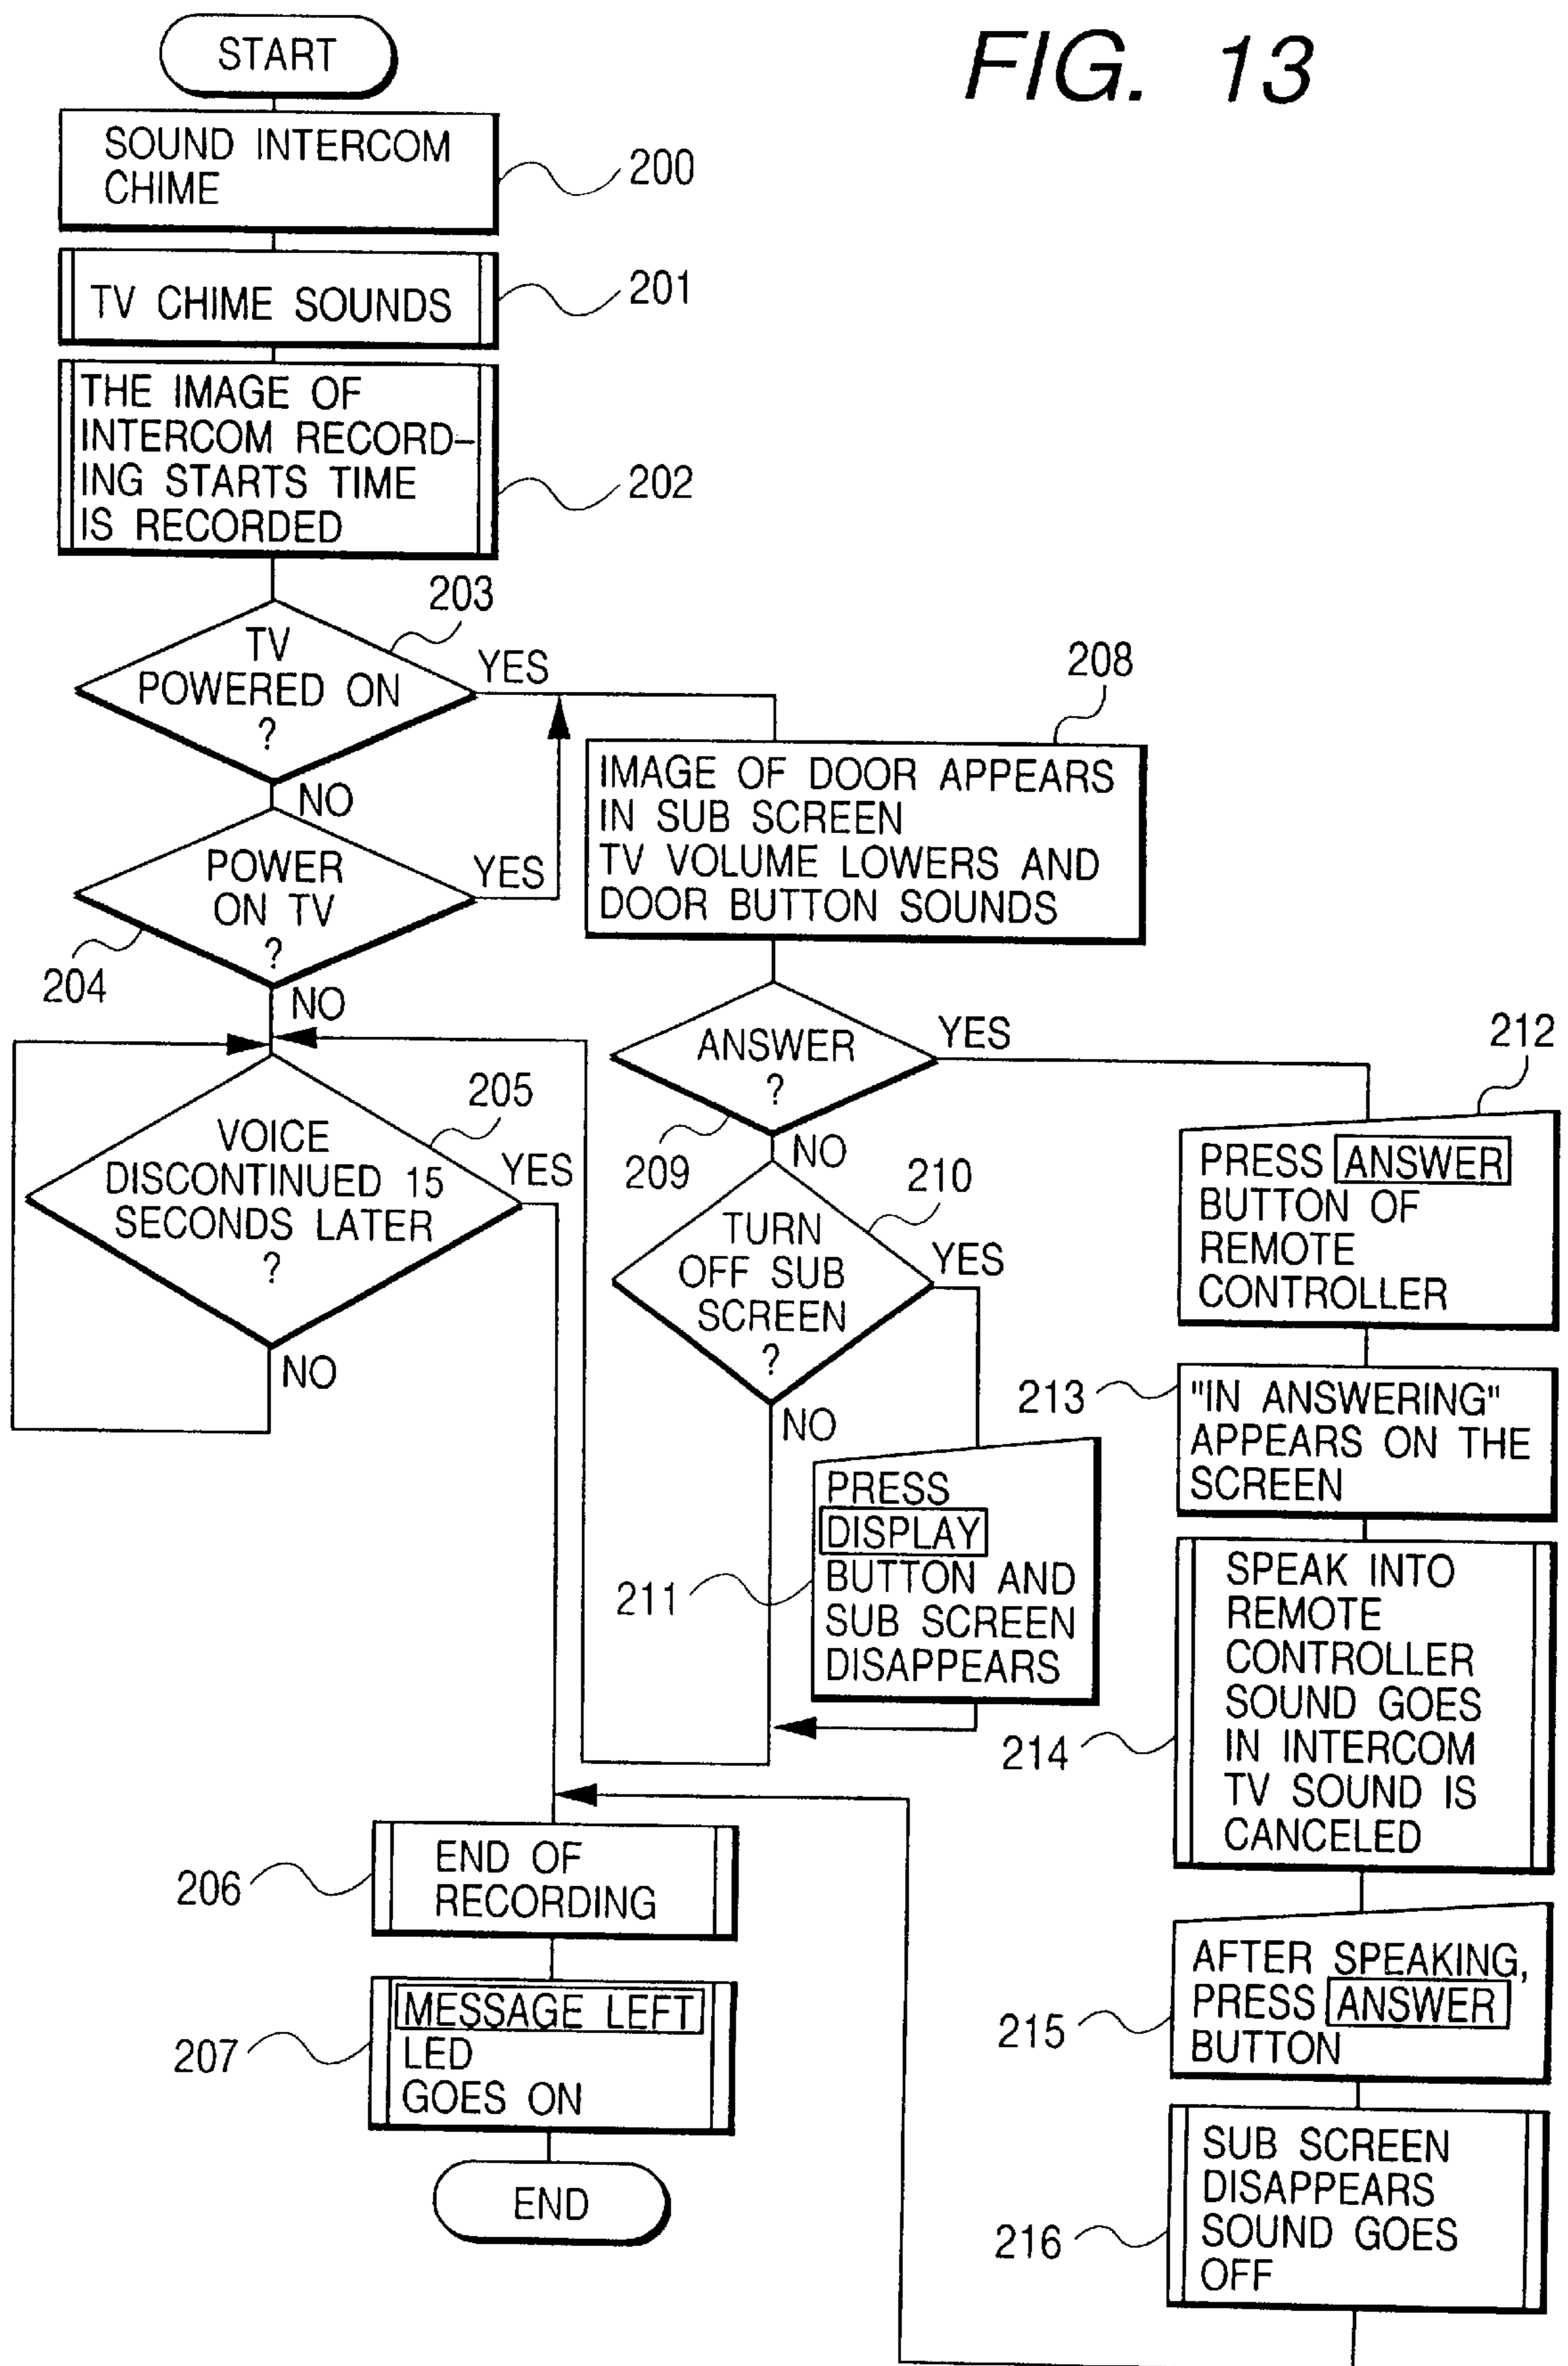 FIG. 13
START
SOUND INTERCOM
CHIME
200
TV CHIME SOUNDS
201
THE IMAGE OF
INTERCOM RECORD-
ING STARTS TIME
IS RECORDED
202
203
TV
POWERED ON
?
YES
NO
POWER
ON TV
?
YES
204
NO
205
VOICE
DISCONTINUED 15
SECONDS LATER
?
YES
NO
208
IMAGE OF DOOR APPEARS
IN SUB SCREEN
TV VOLUME LOWERS AND
DOOR BUTTON SOUNDS
ANSWER
?
YES
209
NO
210
TURN
OFF SUB
SCREEN
?
YES
NO
PRESS
DISPLAY
BUTTON AND
SUB SCREEN
DISAPPEARS
211
212
PRESS ANSWER
BUTTON OF
REMOTE
CONTROLLER
213
"IN ANSWERING"
APPEARS ON THE
SCREEN
SPEAK INTO
REMOTE
CONTROLLER
SOUND GOES
IN INTERCOM
TV SOUND IS
CANCELED
214
AFTER SPEAKING,
PRESS ANSWER
BUTTON
215
SUB SCREEN
DISAPPEARS
SOUND GOES
OFF
216
END OF
RECORDING
206
MESSAGE LEFT
LED
GOES ON
207
END